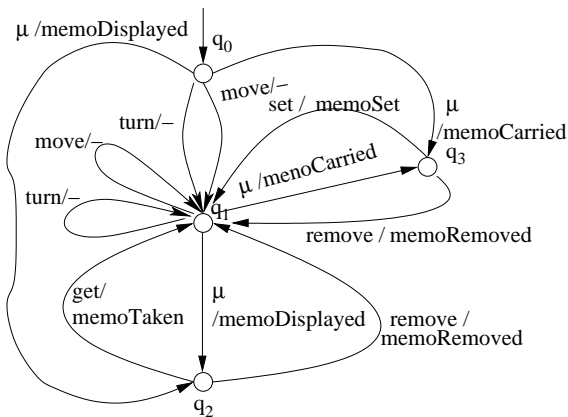 μ /memoDisplayed
q0
move/–
set / memoSet
turn/–
move/–
μ
/memoCarried
q3
μ /menoCarried
turn/–
q1
remove / memoRemoved
get/
memoTaken
μ
/memoDisplayed
remove /
memoRemoved
q2